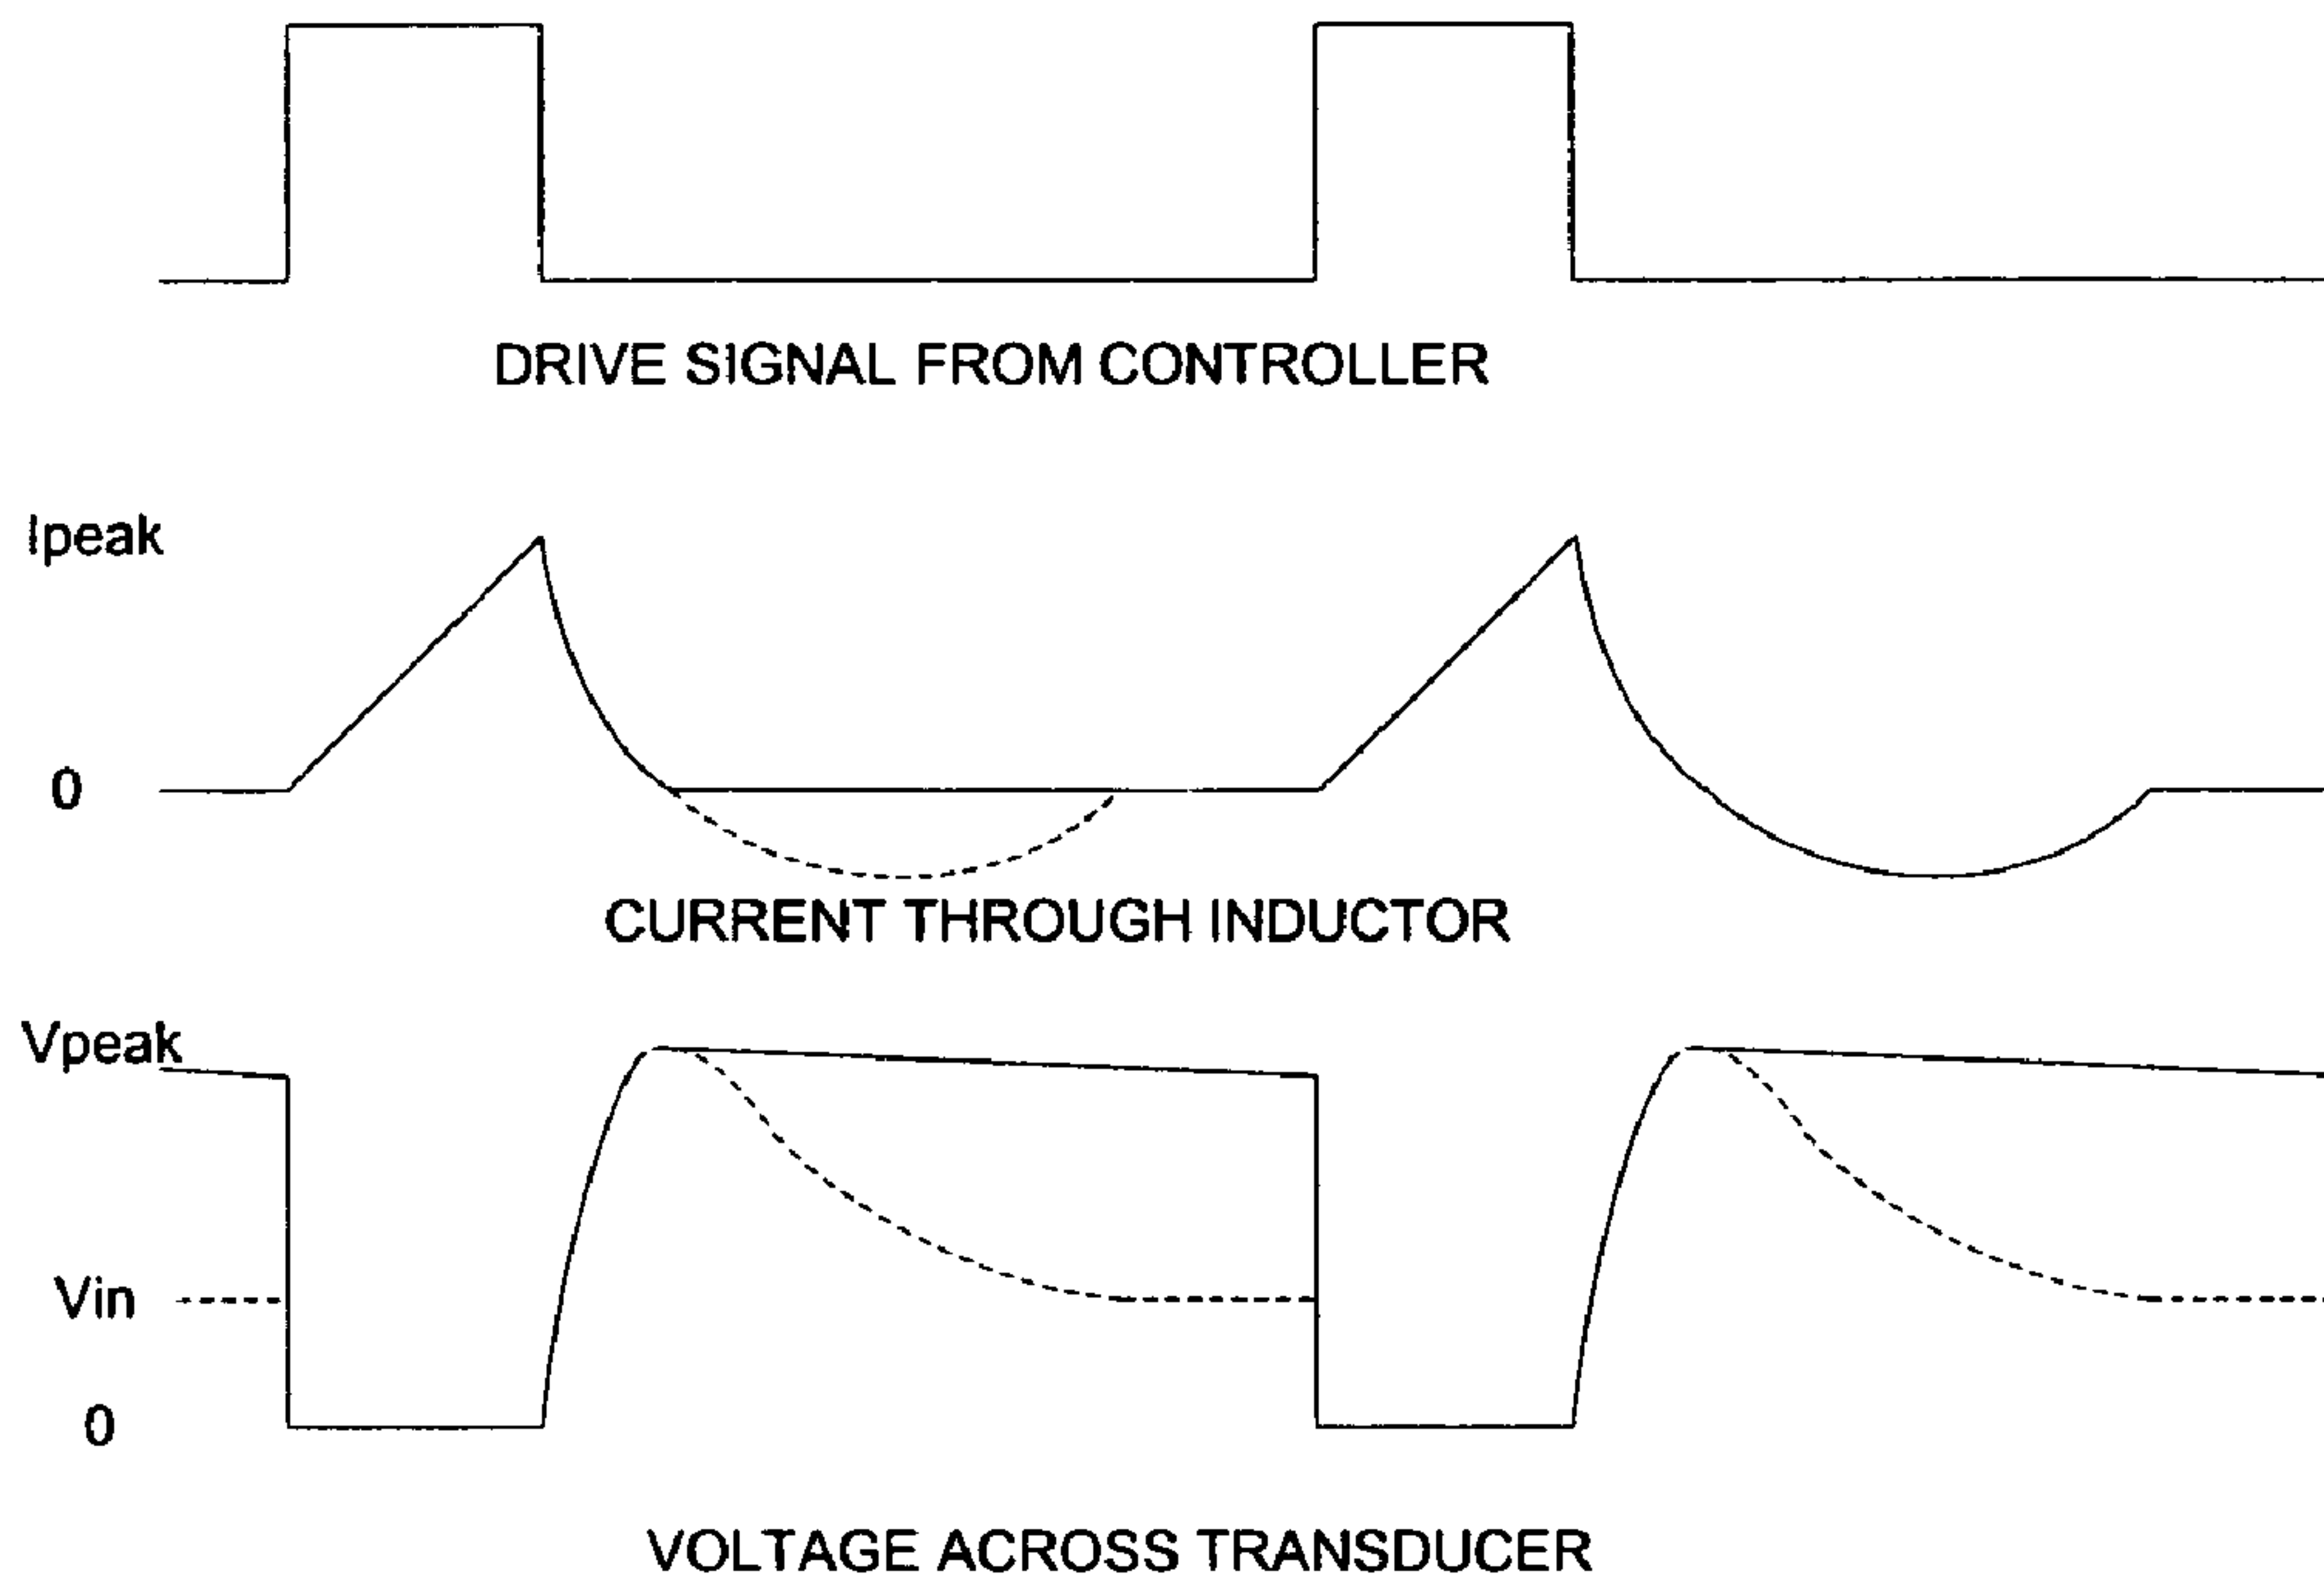 DRIVE SIGNAL FROM CONTROLLER
Ipeak
0
CURRENT THROUGH INDUCTOR
Vpeak
Vin
0
VOLTAGE ACROSS TRANSDUCER